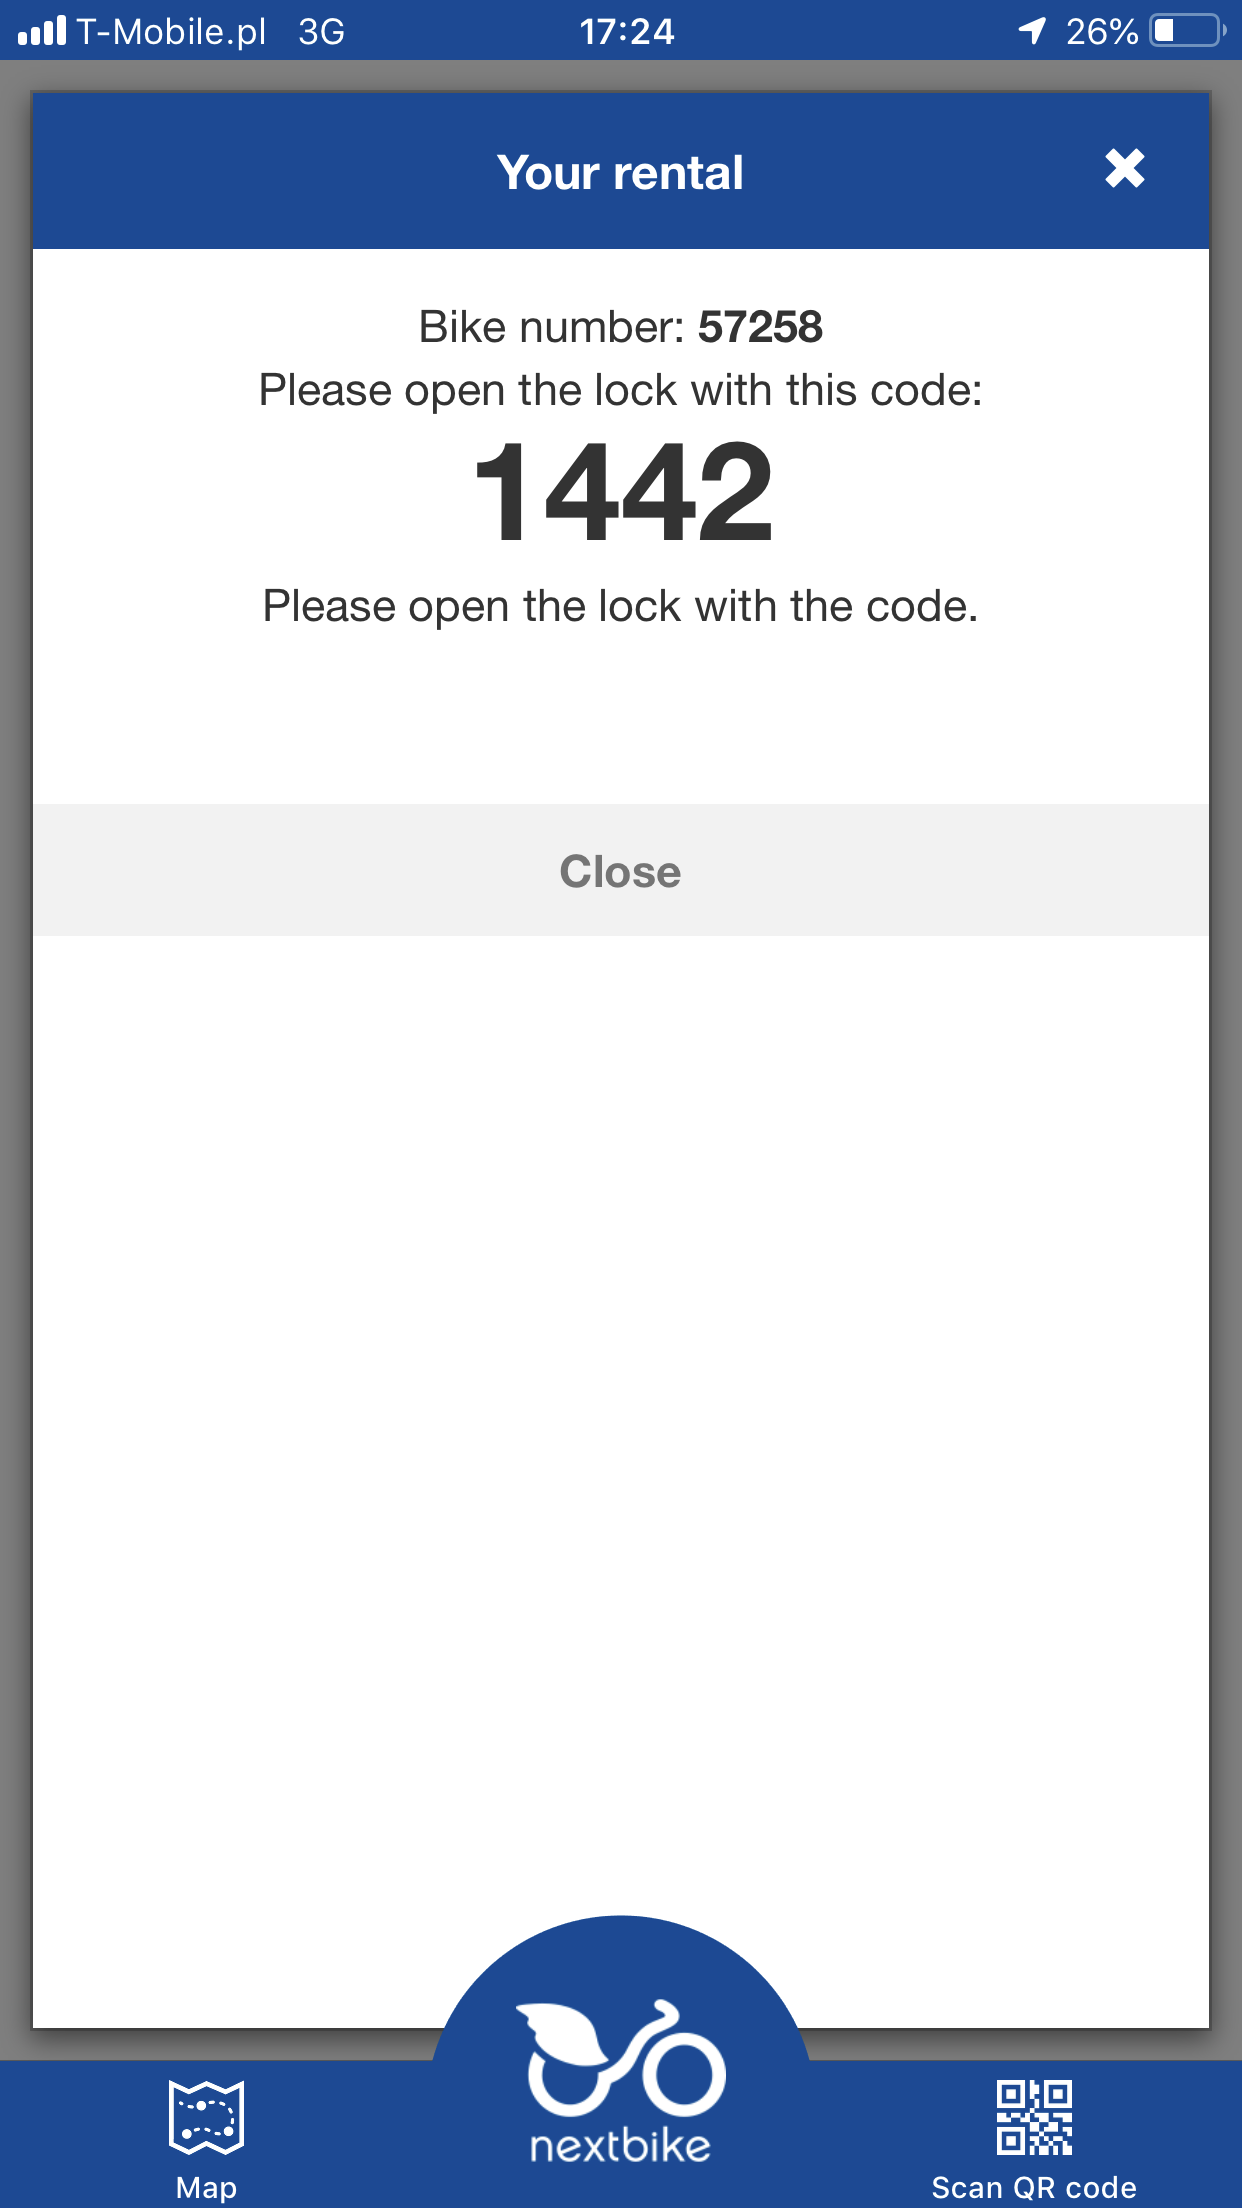 T-Mobile.pl 3G 17:24 26%
Your rental
Bike number: 57258
Please open the lock with this code:
1442
Please open the lock with the code.
Close
nextbike
Map
Scan QR code